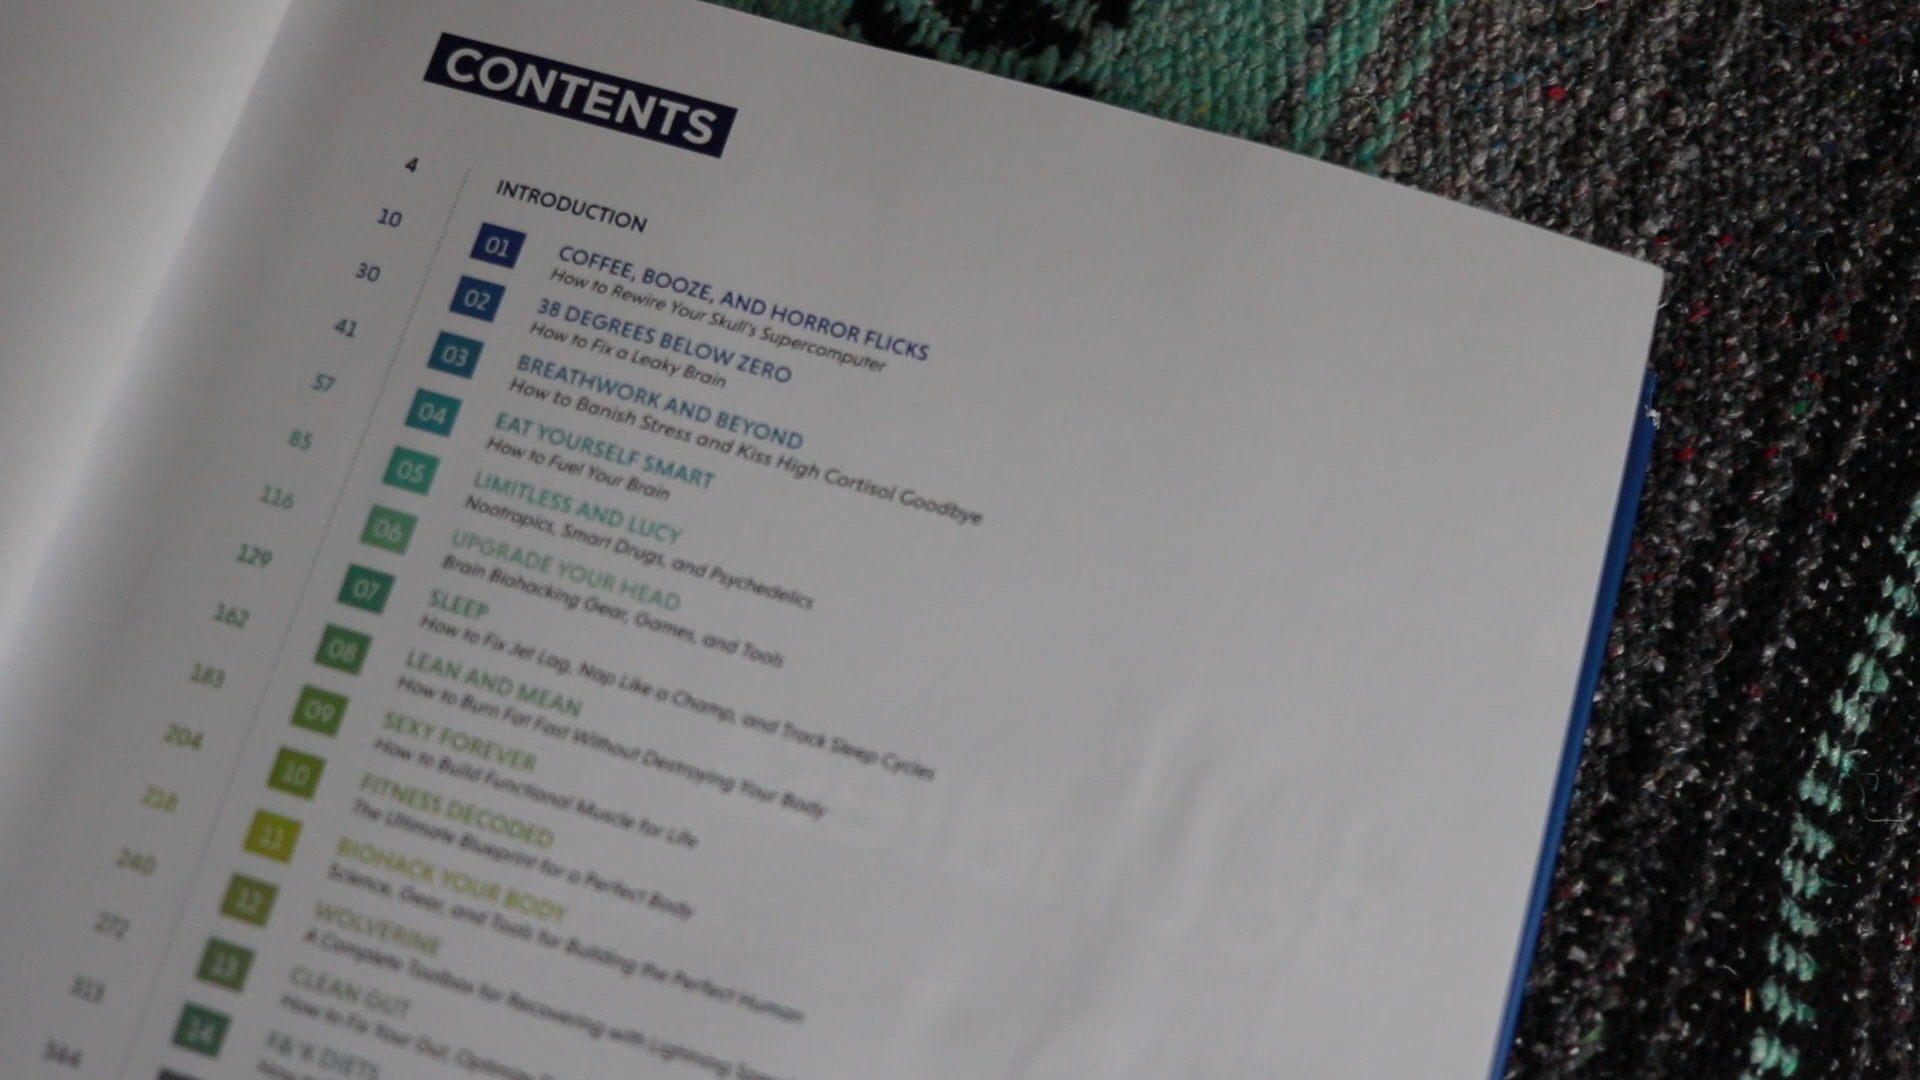 CONTENTS
4 INTRODUCTION
10 01 COFFEE, BOOZE, AND HORROR FLICKS
How to Rewire Your Skull's Supercomputer
30 02 38 DEGREES BELOW ZERO
How to Fix a Leaky Brain
41 03 BREATHWORK AND BEYOND
How to Banish Stress and Kiss High Cortisol Goodbye
57 04 EAT YOURSELF SMART
How to Fuel Your Brain
85 05 LIMITLESS AND LUCY
Nootropics, Smart Drugs, and Psychedelics
116 06 UPGRADE YOUR HEAD
Brain Biohacking Gear, Games, and Tools
129 07 SLEEP
How to Fix Jet Lag, Nap Like a Champ, and Track Sleep Cycles
162 08 LEAN AND MEAN
How to Burn Fat Fast Without Destroying Your Body
183 09 SEXY FOREVER
How to Build Functional Muscle for Life
204 10 FITNESS DECODED
The Ultimate Blueprint for a Perfect Body
218 11 BIOHACK YOUR BODY
Science, Gear, and Tools for Building the Perfect Human
240 12 WOLVERINE
A Complete Toolbox for Recovering with Lightning
272 13 CLEAN GUT
How to Fix Your Gut,
313 14 F&*K DIETS
344